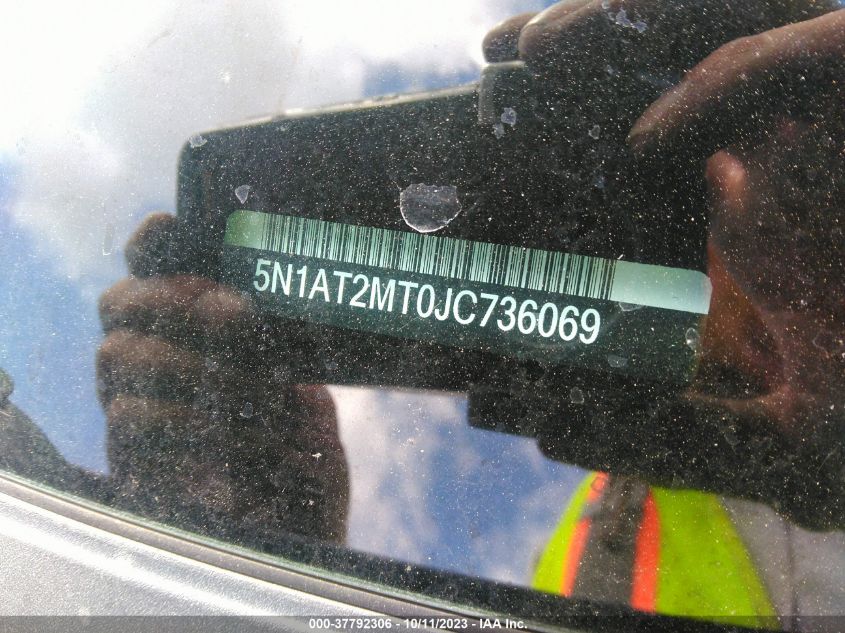 5N1AT2MT0JC736069
000-37792306 - 10/11/2023 - IAA Inc.